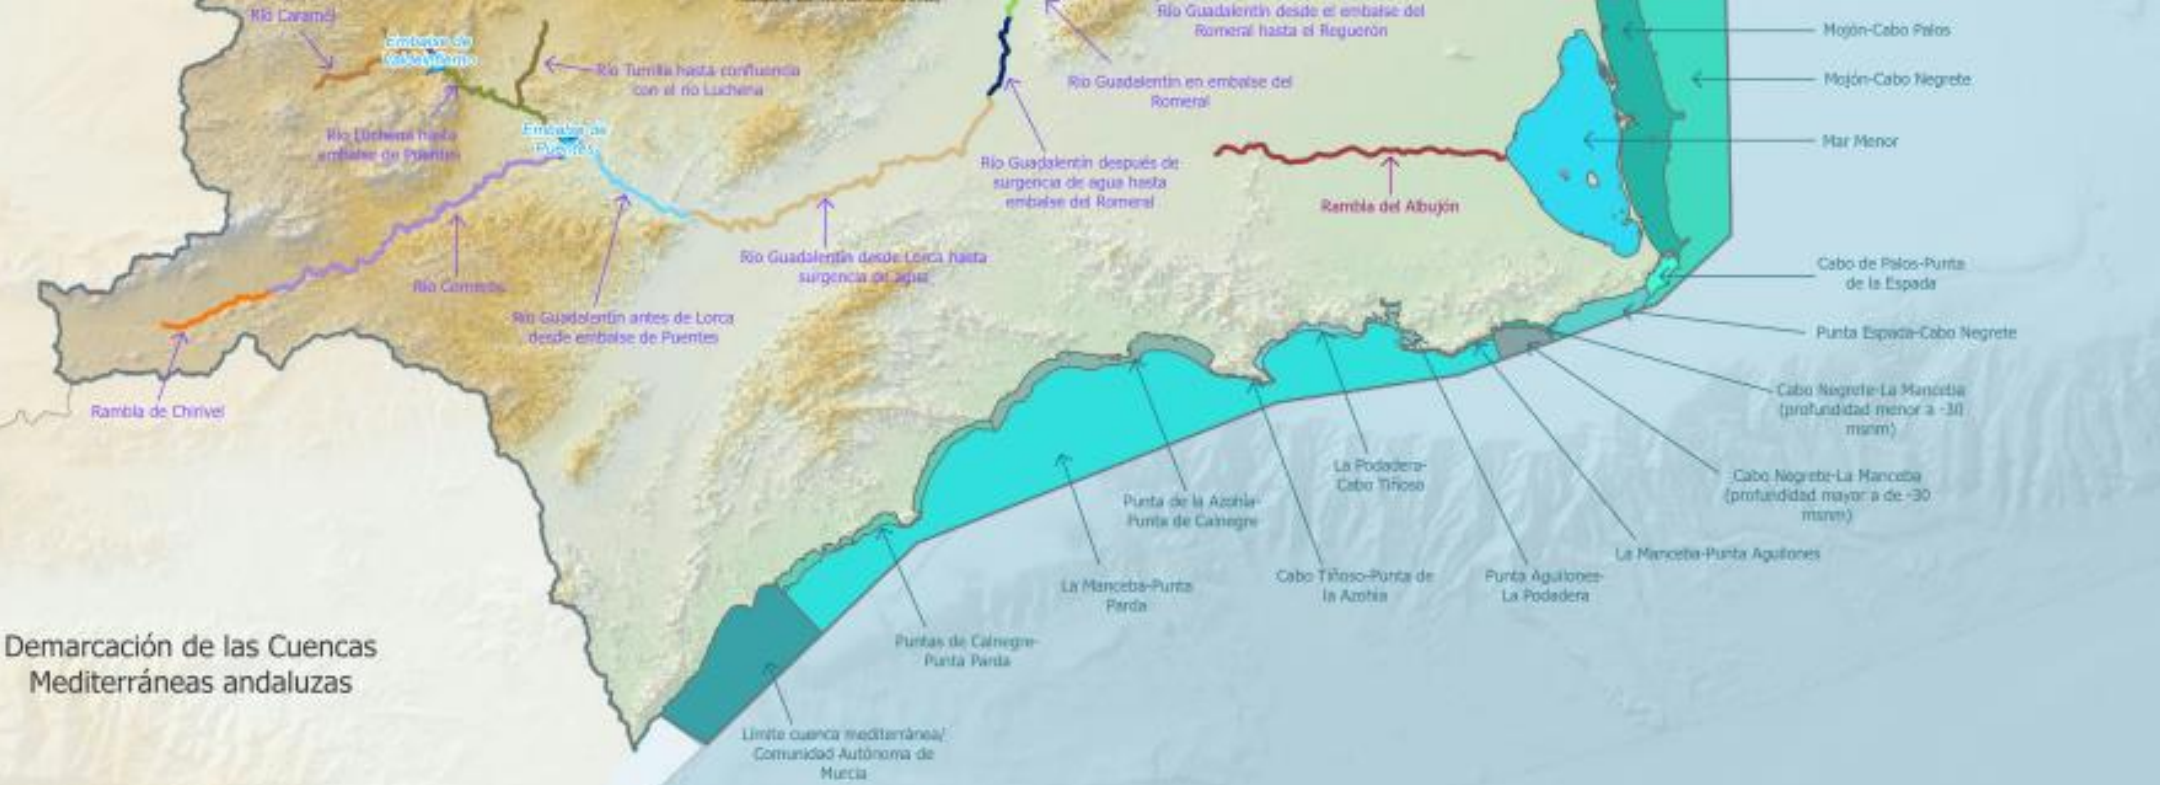 Río Caramel
Embalse de
Valdeinfierno
Río Turrilla hasta confluencia
con el río Luchena
Río Luchena hasta
embalse de Puentes
Embalse de
Puentes
Río Corneros
Rambla de Chirivel
Río Guadalentín antes de Lorca
desde embalse de Puentes
Río Guadalentín desde Lorca hasta
surgencia de agua
Río Guadalentín después de
surgencia de agua hasta
embalse del Romeral
Río Guadalentín en embalse del
Romeral
Río Guadalentín desde el embalse del
Romeral hasta el Reguerón
Rambla del Albujón
Mojón-Cabo Palos
Mojón-Cabo Negrete
Mar Menor
Cabo de Palos-Punta
de la Espada
Punta Espada-Cabo Negrete
Cabo Negrete-La Manceba
(profundidad menor a -30
msnm)
Cabo Negrete-La Manceba
(profundidad mayor a de -30
msnm)
La Manceba-Punta Aguilones
Punta Aguilones-
La Podadera
La Podadera-
Cabo Tiñoso
Cabo Tiñoso-Punta de
la Azohía
Punta de la Azohía-
Punta de Calnegre
La Manceba-Punta
Parda
Puntas de Calnegre-
Punta Parda
Límite cuenca mediterránea/
Comunidad Autónoma de
Murcia
Demarcación de las Cuencas
Mediterráneas andaluzas